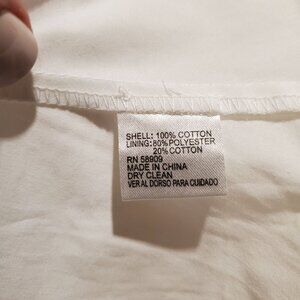 SHELL: 100% COTTON
LINING: 80% POLYESTER
20% COTTON
RN 58909
MADE IN CHINA
DRY CLEAN
VER AL DORSO PARA CUIDADO